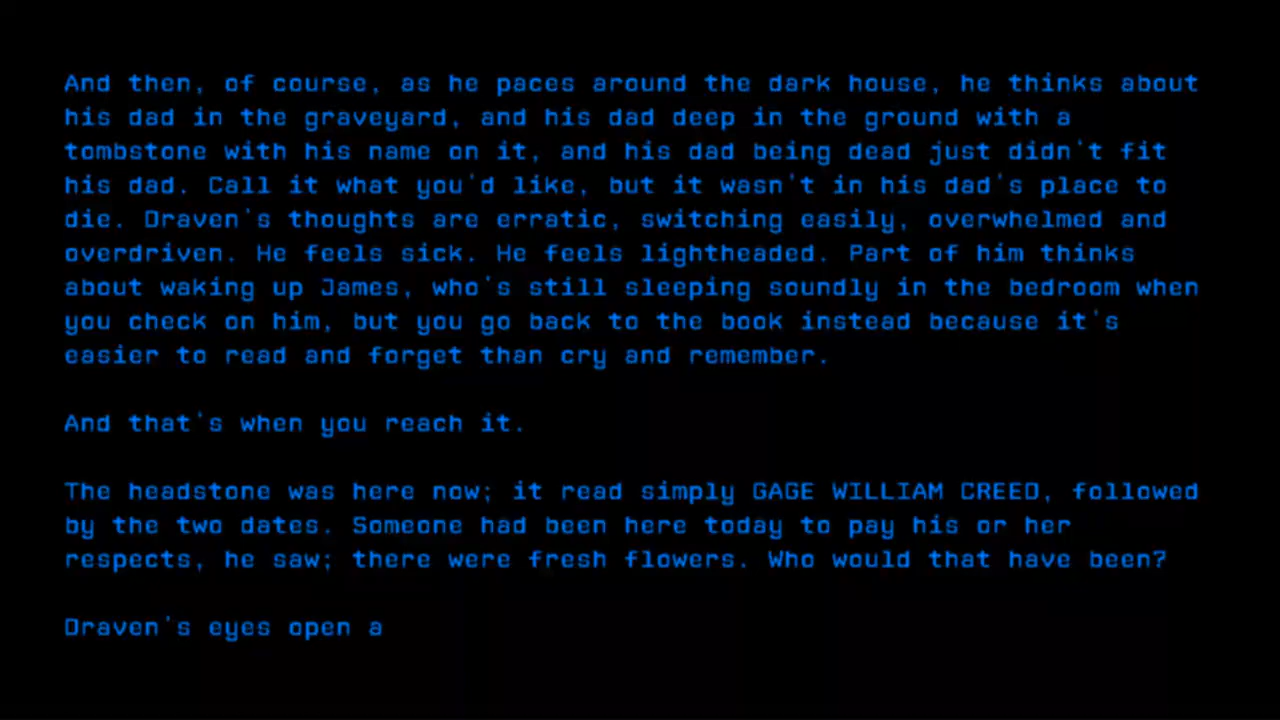 And then, of course, as he paces around the dark house, he thinks about
his dad in the graveyard, and his dad deep in the ground with a
tombstone with his name on it, and his dad being dead just didn't fit
his dad. Call it what you'd like, but it wasn't in his dad's place to
die. Draven's thoughts are erratic, switching easily, overwhelmed and
overdriven. He feels sick. He feels lightheaded. Part of him thinks
about waking up James, who's still sleeping soundly in the bedroom when
you check on him, but you go back to the book instead because it's
easier to read and forget than cry and remember.
And that's when you reach it.
The headstone was here now; it read simply GAGE WILLIAM CREED, followed
by the two dates. Someone had been here today to pay his or her
respects, he saw; there were fresh flowers. Who would that have been?
Draven's eyes open a